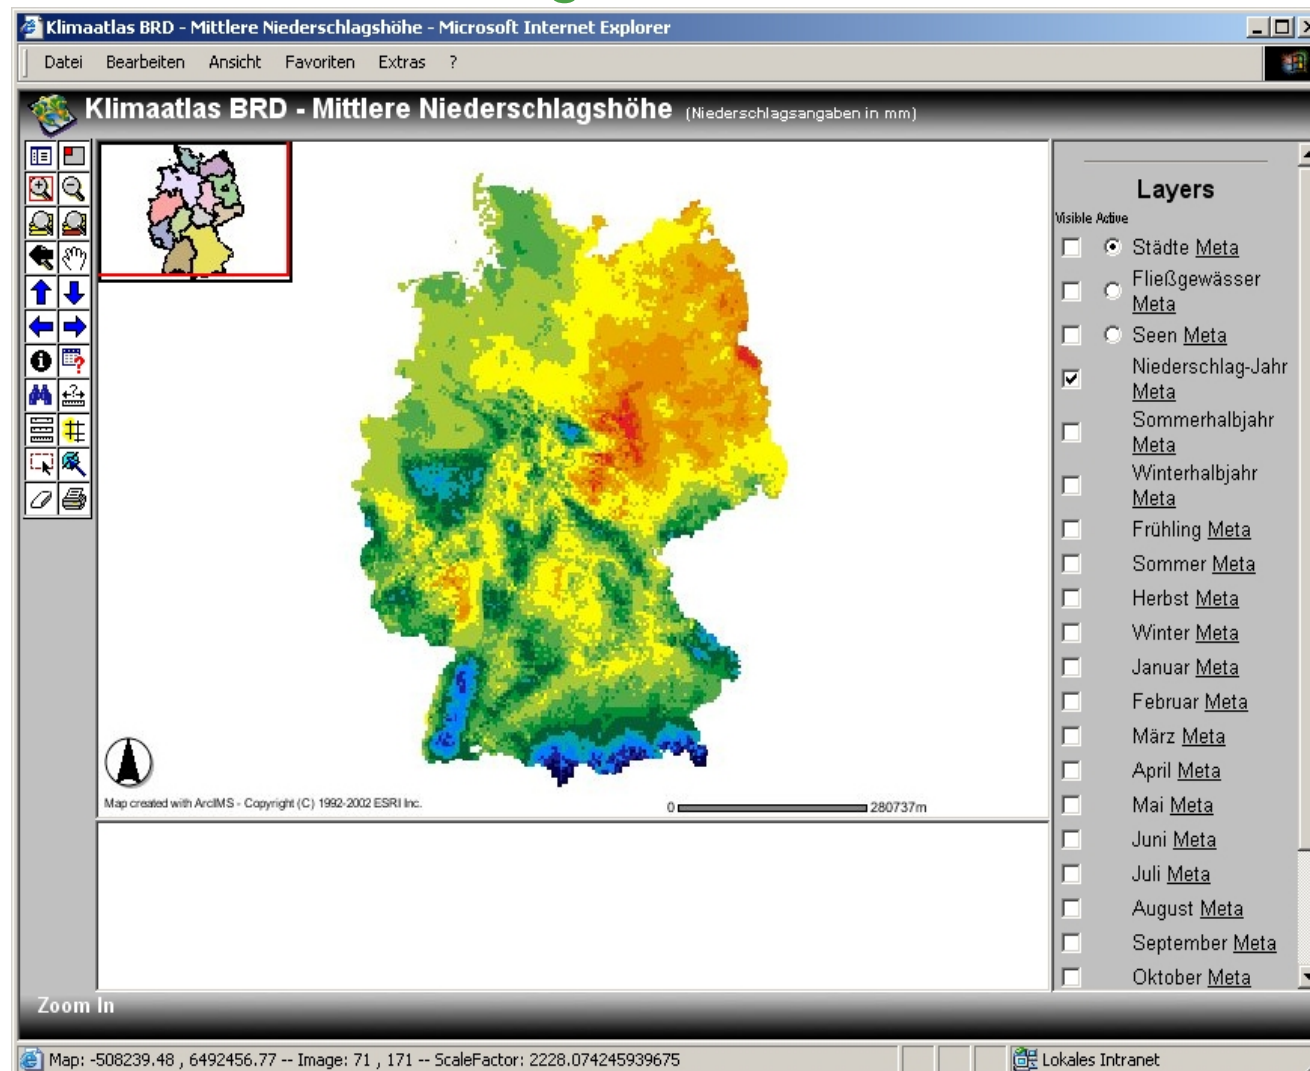 Klimaatlas BRD - Mittlere Niederschlagshöhe - Microsoft Internet Explorer
Datei Bearbeiten Ansicht Favoriten Extras ?
Klimaatlas BRD - Mittlere Niederschlagshöhe (Niederschlagsangaben in mm)
Layers
Visible Active
Städte Meta
Fließgewässer
Meta
Seen Meta
Niederschlag-Jahr
Meta
Sommerhalbjahr
Meta
Winterhalbjahr
Meta
Frühling Meta
Sommer Meta
Herbst Meta
Winter Meta
Januar Meta
Februar Meta
März Meta
April Meta
Mai Meta
Juni Meta
Juli Meta
August Meta
September Meta
Oktober Meta
Map created with ArcIMS - Copyright (C) 1992-2002 ESRI Inc.
0 280737m
Zoom In
Map: -508239.48 , 6492456.77 -- Image: 71 , 171 -- ScaleFactor: 2228.074245939675
Lokales Intranet